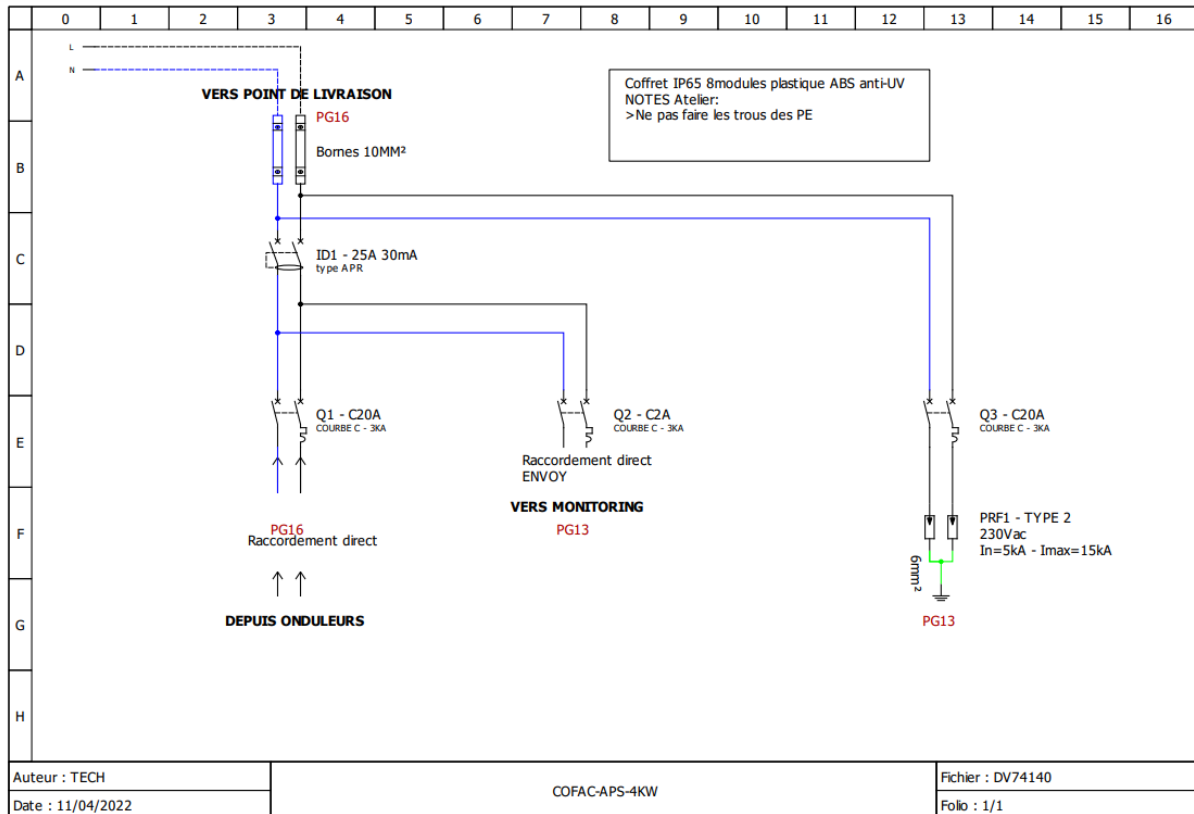 0 1 2 3 4 5 6 7 8 9 10 11 12 13 14 15 16
A
L
N
VERS POINT DE LIVRAISON
PG16
Coffret IP65 8modules plastique ABS anti-UV
NOTES Atelier:
>Ne pas faire les trous des PE
B
Bornes 10MM²
C
ID1 - 25A 30mA
type APR
D
E
Q1 - C20A
COURBE C - 3KA
Q2 - C2A
COURBE C - 3KA
Q3 - C20A
COURBE C - 3KA
Raccordement direct
ENVOY
VERS MONITORING
PG13
F
PG16
Raccordement direct
PRF1 - TYPE 2
230Vac
In=5kA - Imax=15kA
6mm²
G
DEPUIS ONDULEURS
PG13
H
Auteur : TECH
Date : 11/04/2022
COFAC-APS-4KW
Fichier : DV74140
Folio : 1/1